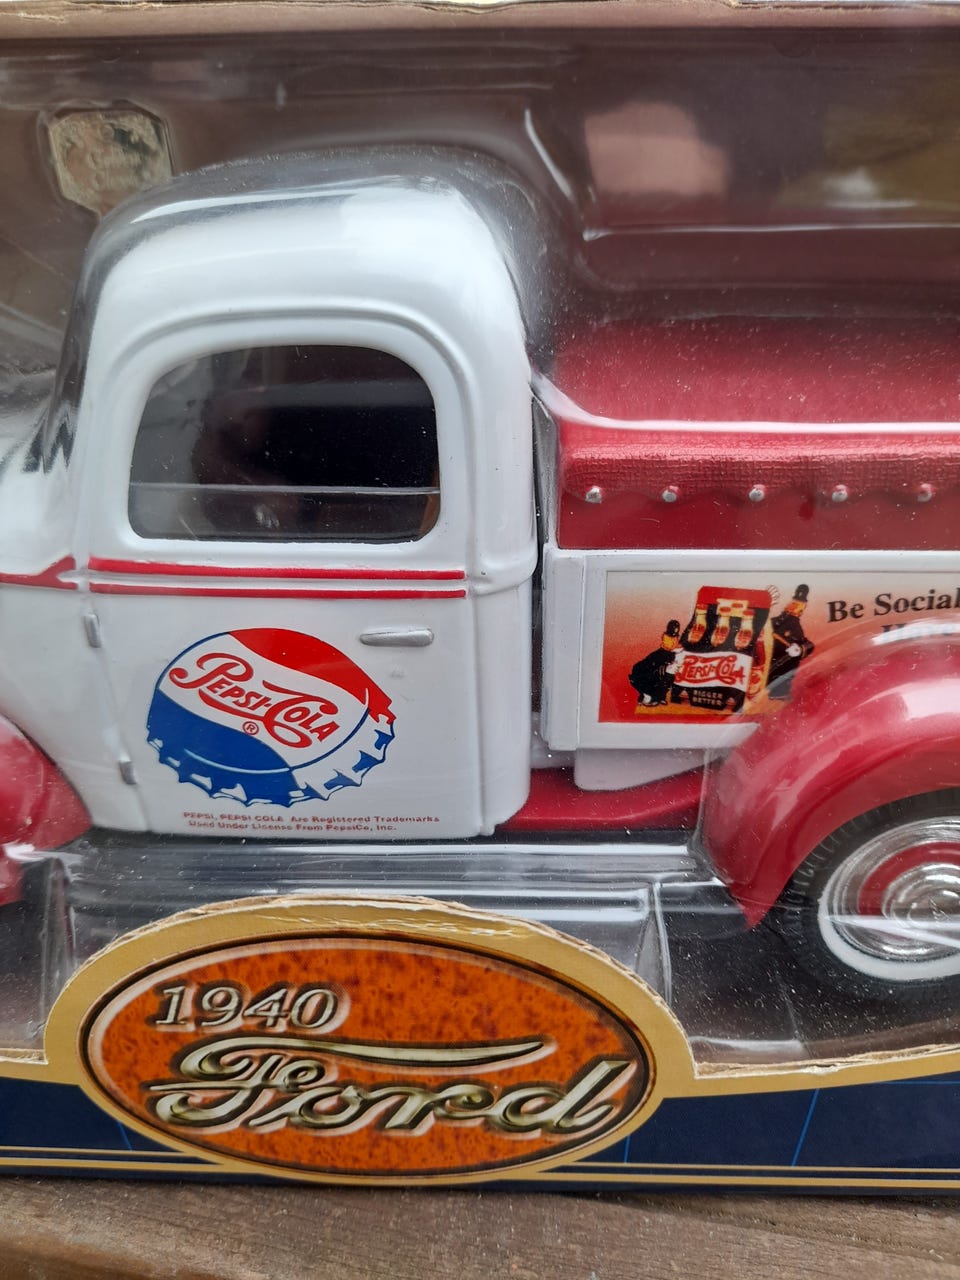 Be Social
Have
PEPSI-COLA
BIGGER
BETTER
PEPSI-COLA
®
PEPSI, PEPSI COLA Are Registered Trademarks
Used Under License From PepsiCo, Inc.
1940
Ford